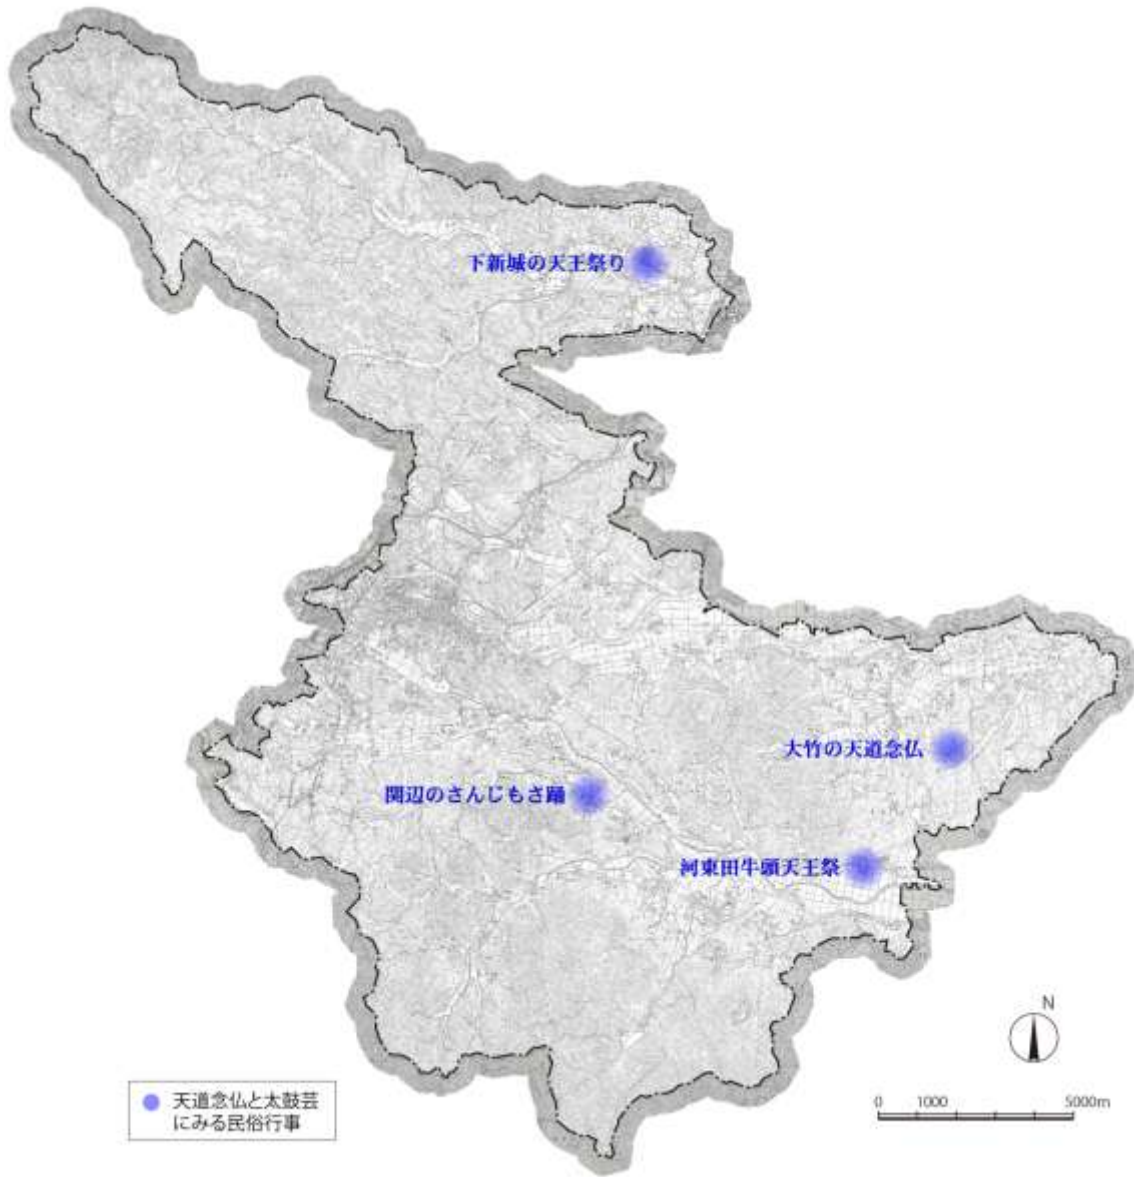 下新城の天王祭り
大竹の天道念仏
関辺のさんじもさ踊
河東田牛頭天王祭
N
0 1000 5000m
天道念仏と太鼓芸
にみる民俗行事